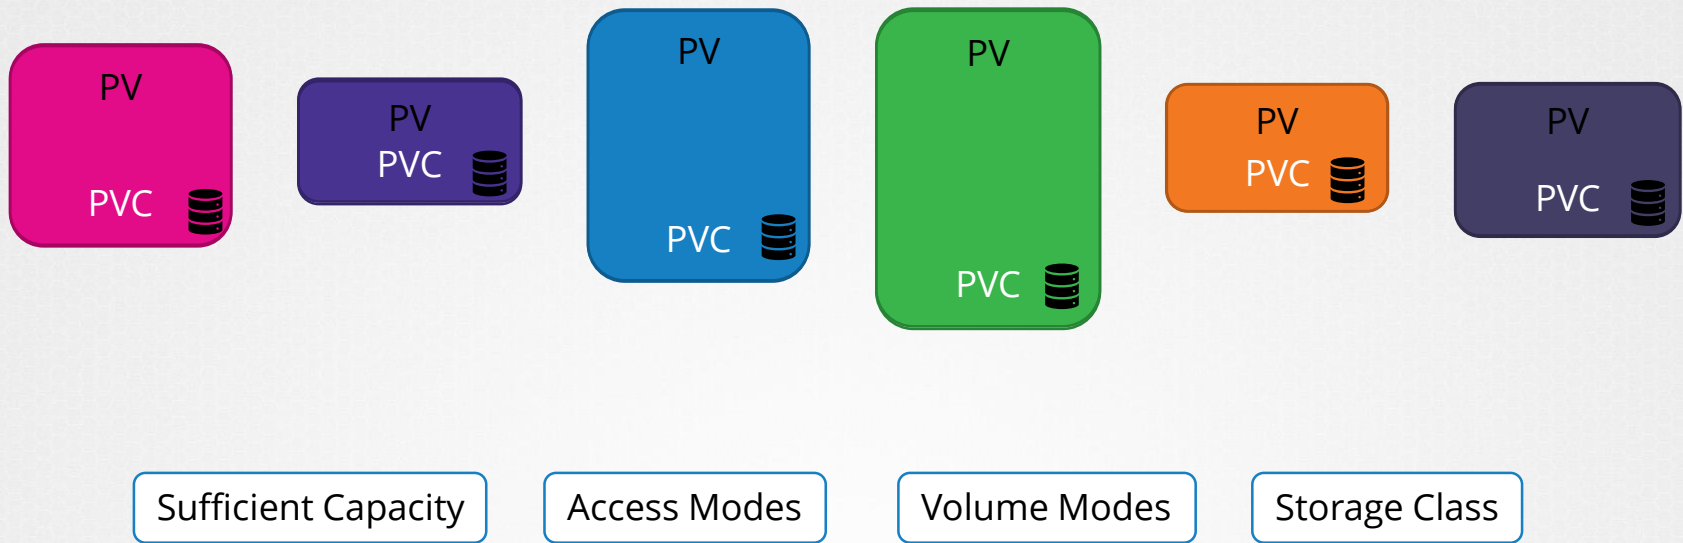 PV
PVC
PV
PVC
PV
PVC
PV
PVC
PV
PVC
PV
PVC
Sufficient Capacity
Access Modes
Volume Modes
Storage Class